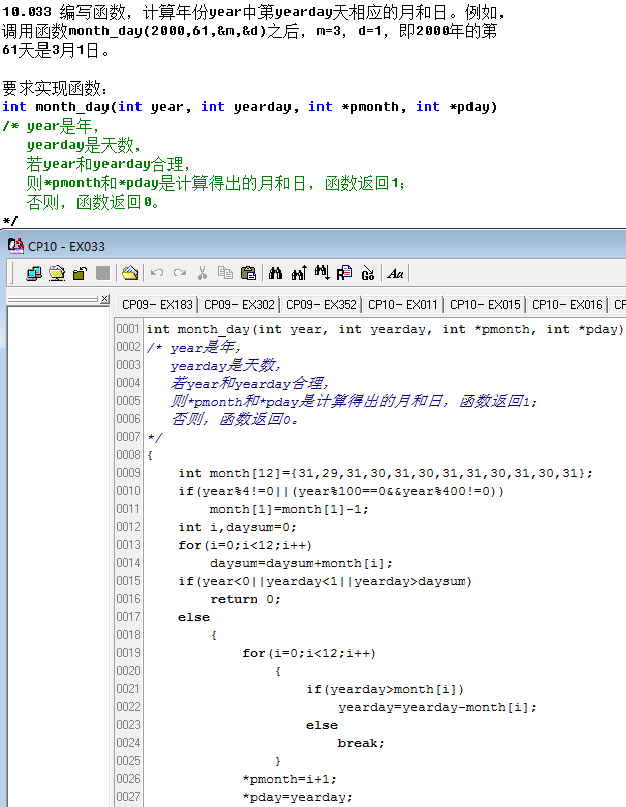 10.033 编写函数，计算年份year中第yearday天相应的月和日。例如，
调用函数month_day(2000,61,&m,&d)之后，m=3，d=1，即2000年的第
61天是3月1日。
要求实现函数：
int month_day(int year, int yearday, int *pmonth, int *pday)
/* year是年，
yearday是天数，
若year和yearday合理，
则*pmonth和*pday是计算得出的月和日，函数返回1；
否则，函数返回0。
*/
CP10 - EX033
CP09- EX183 CP09- EX302 CP09- EX352 CP10- EX011 CP10- EX015 CP10- EX016 CF
0001 int month_day(int year, int yearday, int *pmonth, int *pday)
0002 /* year是年，
0003 yearday是天数，
0004 若year和yearday合理，
0005 则*pmonth和*pday是计算得出的月和日，函数返回1；
0006 否则，函数返回0。
0007 */
0008 {
0009 int month[12]={31,29,31,30,31,30,31,31,30,31,30,31};
0010 if(year%4!=0||(year%100==0&&year%400!=0))
0011 month[1]=month[1]-1;
0012 int i,daysum=0;
0013 for(i=0;i<12;i++)
0014 daysum=daysum+month[i];
0015 if(year<0||yearday<1||yearday>daysum)
0016 return 0;
0017 else
0018 {
0019 for(i=0;i<12;i++)
0020 {
0021 if(yearday>month[i])
0022 yearday=yearday-month[i];
0023 else
0024 break;
0025 }
0026 *pmonth=i+1;
0027 *pday=yearday;